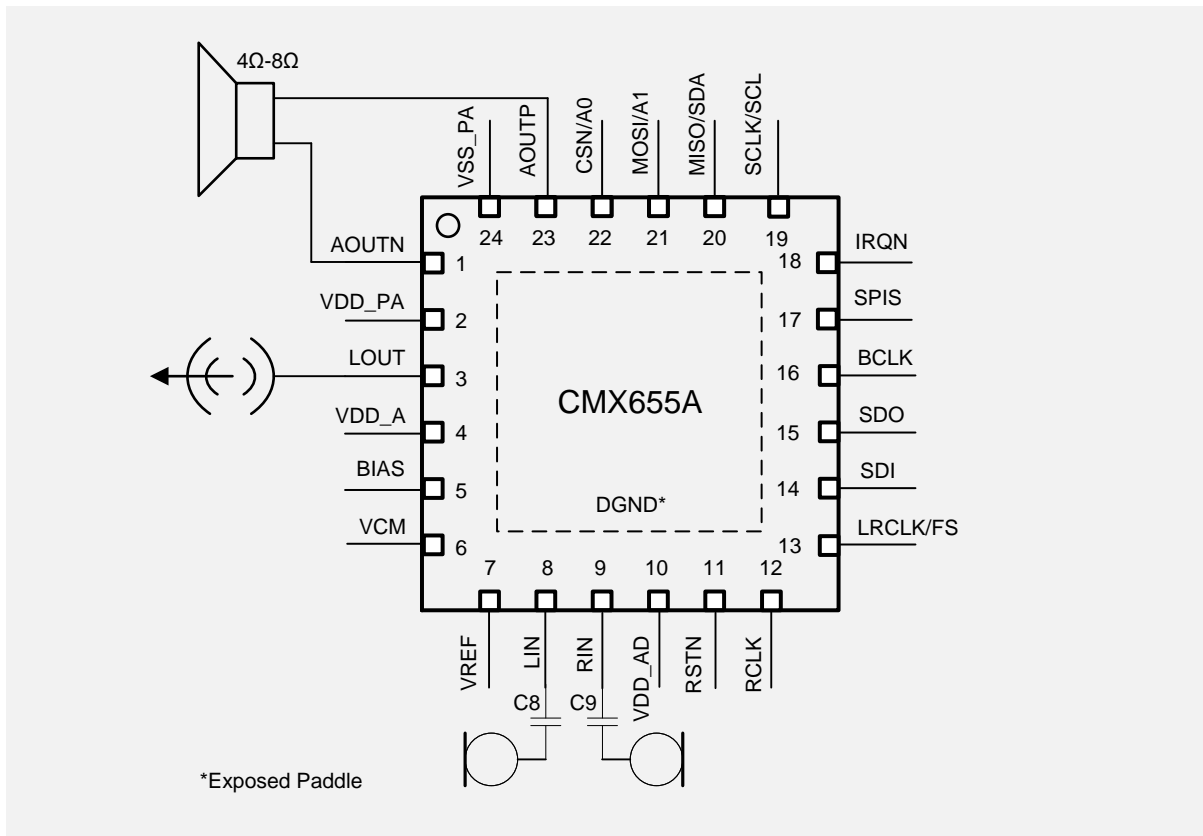 4Ω-8Ω
VSS_PA
AOUTP
CSN/A0
MOSI/A1
MISO/SDA
SCLK/SCL
24
23
22
21
20
19
AOUTN
1
VDD_PA
2
LOUT
3
VDD_A
4
BIAS
5
VCM
6
18
IRQN
17
SPIS
16
BCLK
15
SDO
14
SDI
13
LRCLK/FS
CMX655A
DGND*
7
8
9
10
11
12
VREF
LIN
RIN
VDD_AD
RSTN
RCLK
C8
C9
*Exposed Paddle